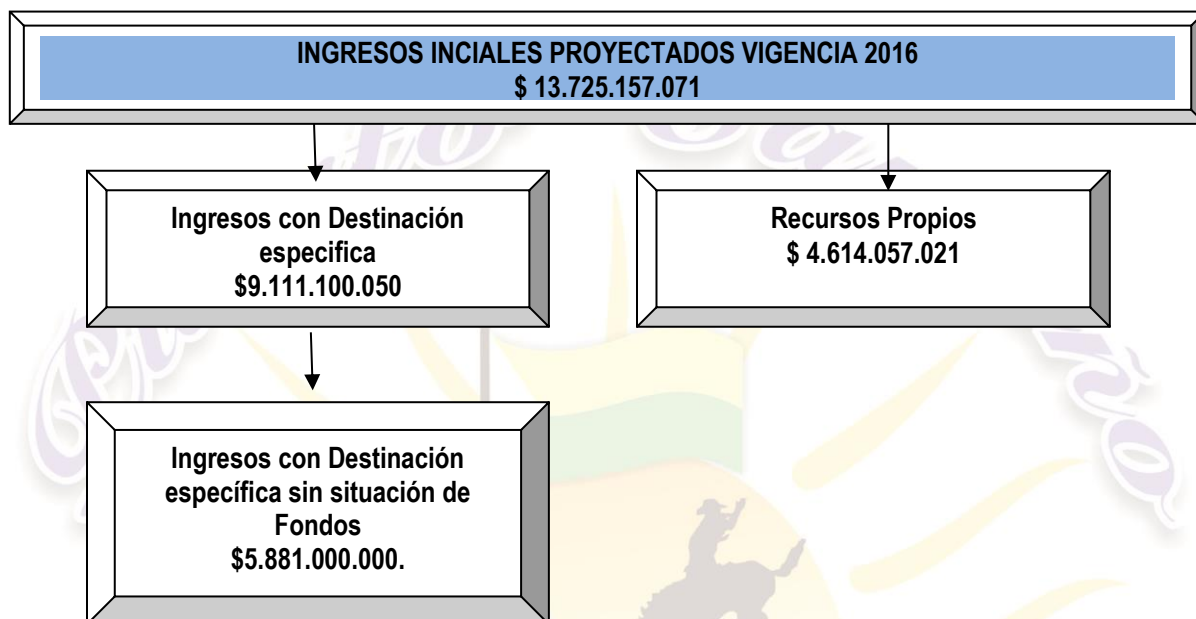 INGRESOS INCIALES PROYECTADOS VIGENCIA 2016
$ 13.725.157.071
Ingresos con Destinación
especifica
$9.111.100.050
Recursos Propios
$ 4.614.057.021
Ingresos con Destinación
específica sin situación de
Fondos
$5.881.000.000.